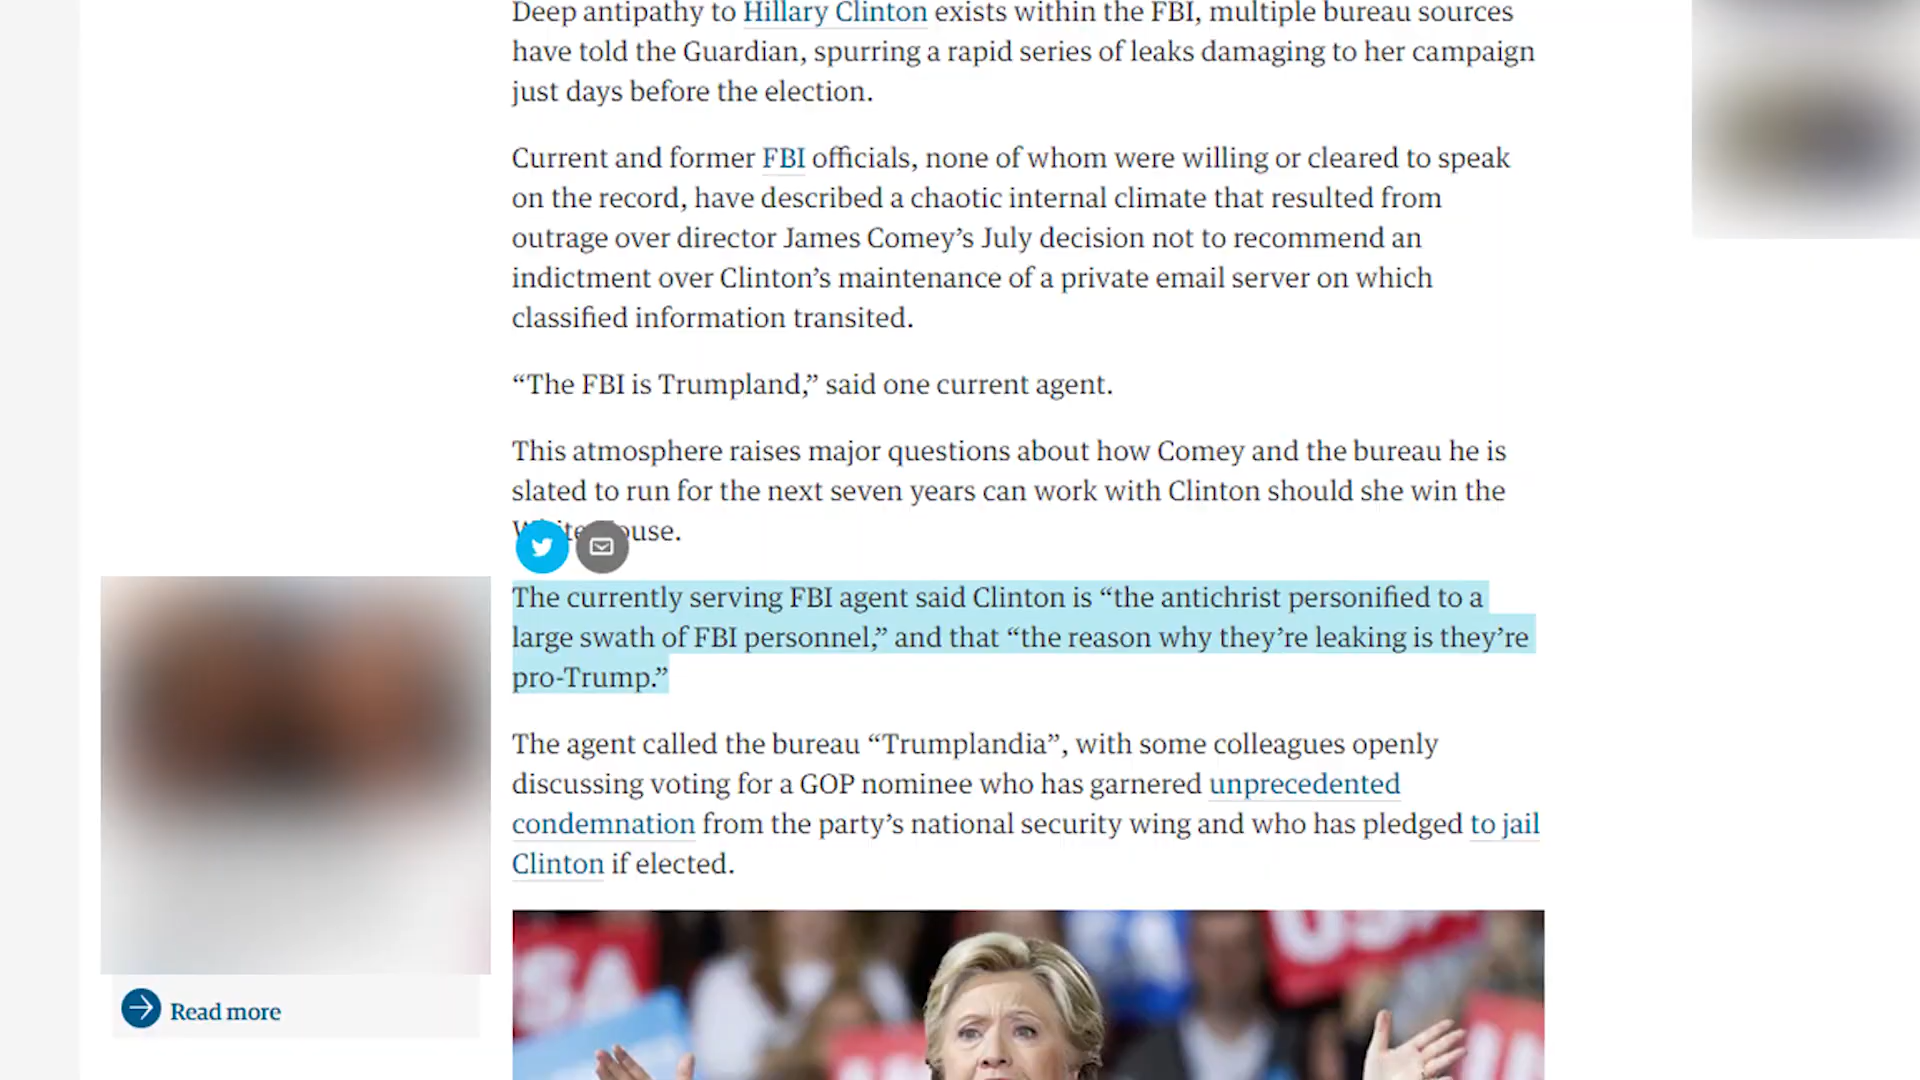 Deep antipathy to Hillary Clinton exists within the FBI, multiple bureau sources
have told the Guardian, spurring a rapid series of leaks damaging to her campaign
just days before the election.
Current and former FBI officials, none of whom were willing or cleared to speak
on the record, have described a chaotic internal climate that resulted from
outrage over director James Comey’s July decision not to recommend an
indictment over Clinton’s maintenance of a private email server on which
classified information transited.
“The FBI is Trumpland,” said one current agent.
This atmosphere raises major questions about how Comey and the bureau he is
slated to run for the next seven years can work with Clinton should she win the
White House.
The currently serving FBI agent said Clinton is “the antichrist personified to a
large swath of FBI personnel,” and that “the reason why they’re leaking is they’re
pro-Trump.”
The agent called the bureau “Trumplandia”, with some colleagues openly
discussing voting for a GOP nominee who has garnered unprecedented
condemnation from the party’s national security wing and who has pledged to jail
Clinton if elected.
Read more
USA
USA